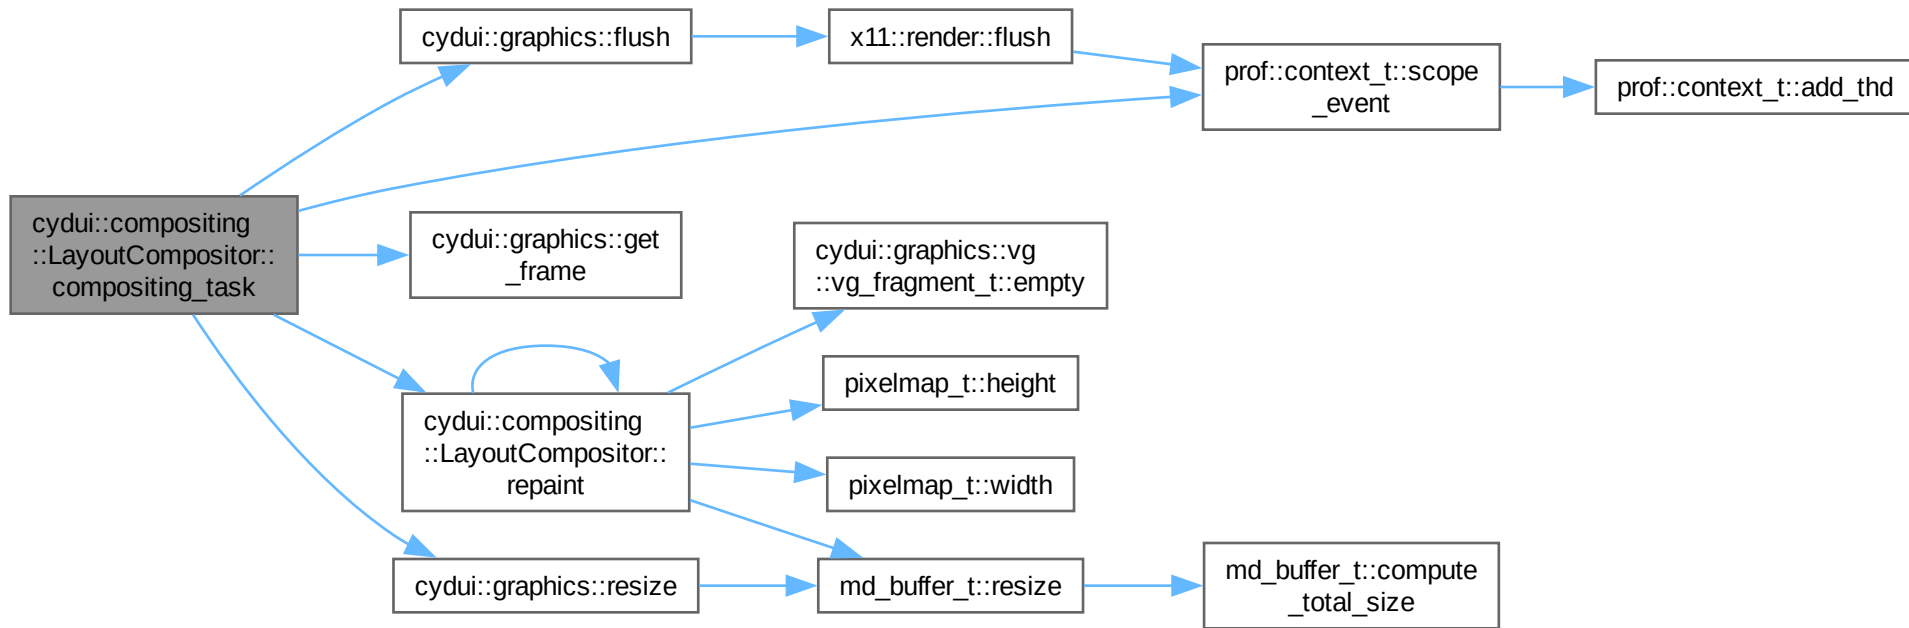 cydui::compositing
::LayoutCompositor::
compositing_task
cydui::graphics::flush
x11::render::flush
prof::context_t::scope
_event
prof::context_t::add_thd
cydui::graphics::get
_frame
cydui::compositing
::LayoutCompositor::
repaint
cydui::graphics::vg
::vg_fragment_t::empty
pixelmap_t::height
pixelmap_t::width
md_buffer_t::resize
md_buffer_t::compute
_total_size
cydui::graphics::resize